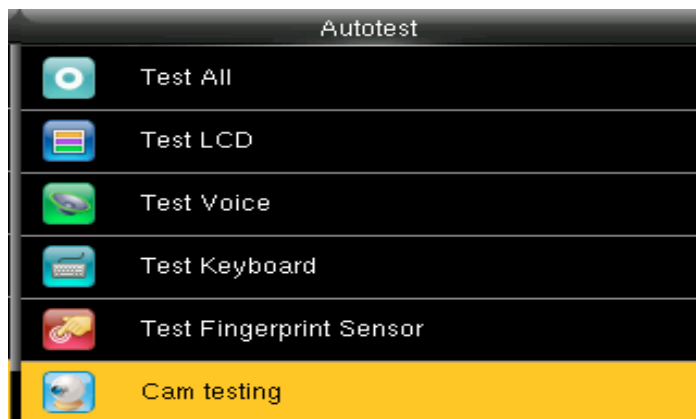 Autotest
Test All
Test LCD
Test Voice
Test Keyboard
Test Fingerprint Sensor
Cam testing